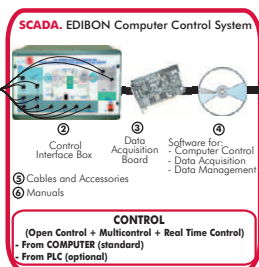 SCADA. EDIBON Computer Control System
2
Control
Interface Box
3
Data
Acquisition
Board
4
Software for:
- Computer Control
- Data Acquisition
- Data Management
5 Cables and Accessories
6 Manuals
CONTROL
(Open Control + Multicontrol + Real Time Control)
- From COMPUTER (standard)
- From PLC (optional)